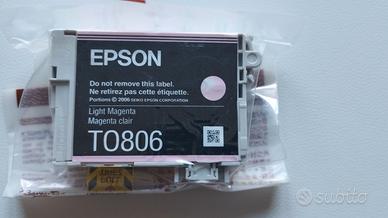 EPSON
Do not remove this label.
Ne retirez pas cette étiquette.
Portions © 2006 SEIKO EPSON CORPORATION
Light Magenta
Magenta clair
T0806
subito